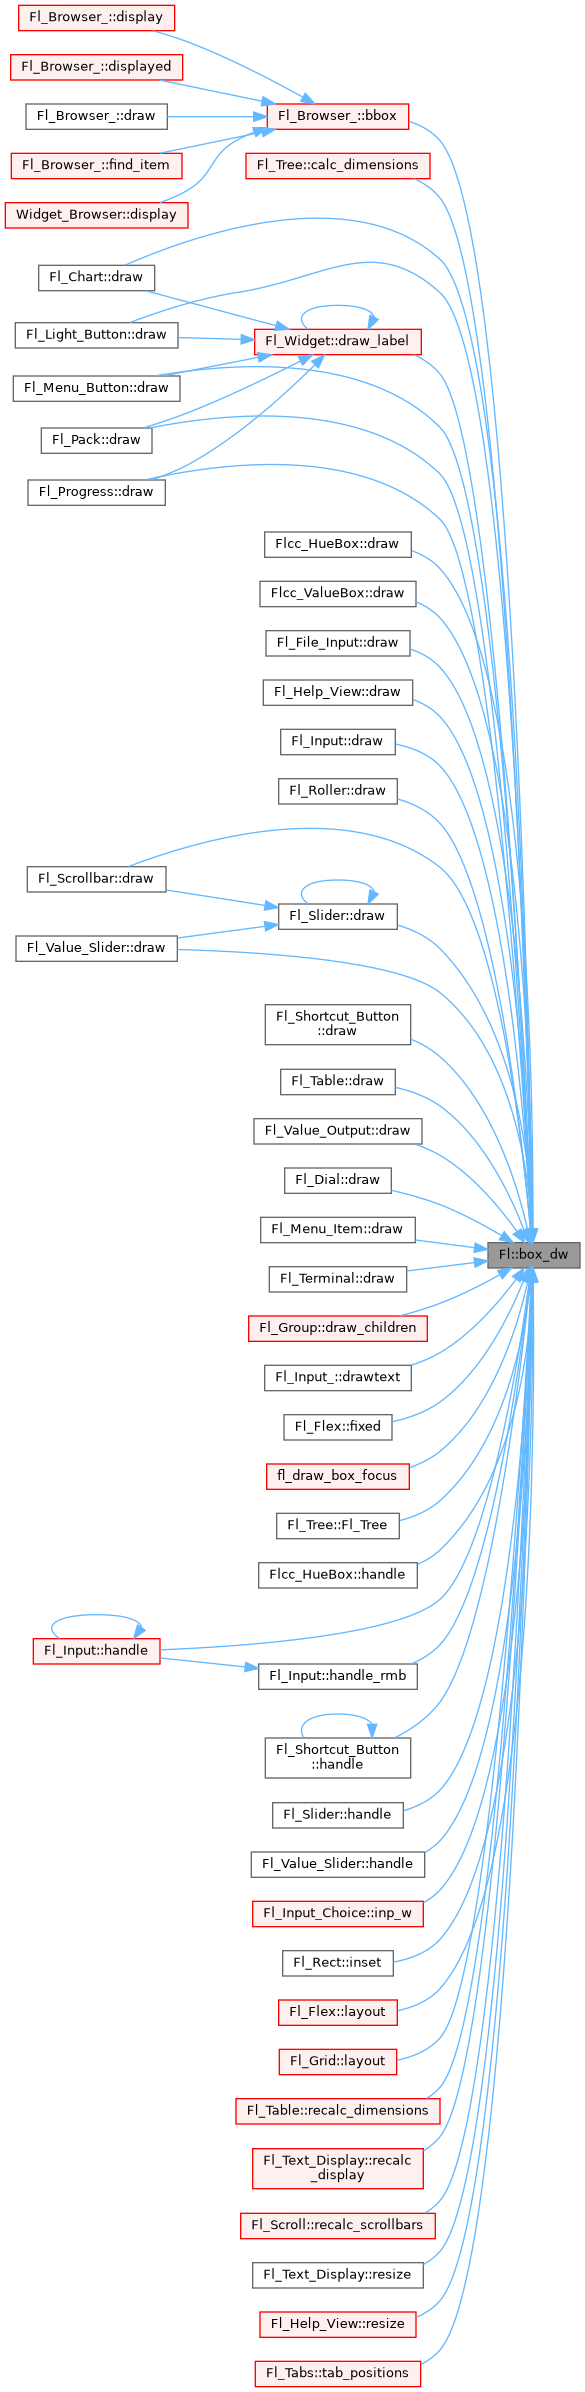 Fl_Browser_::display
Fl_Browser_::displayed
Fl_Browser_::draw
Fl_Browser_::bbox
Fl_Browser_::find_item
Fl_Tree::calc_dimensions
Widget_Browser::display
Fl_Chart::draw
Fl_Light_Button::draw
Fl_Widget::draw_label
Fl_Menu_Button::draw
Fl_Pack::draw
Fl_Progress::draw
Flcc_HueBox::draw
Flcc_ValueBox::draw
Fl_File_Input::draw
Fl_Help_View::draw
Fl_Input::draw
Fl_Roller::draw
Fl_Scrollbar::draw
Fl_Slider::draw
Fl_Value_Slider::draw
Fl_Shortcut_Button
::draw
Fl_Table::draw
Fl_Value_Output::draw
Fl_Dial::draw
Fl_Menu_Item::draw
Fl::box_dw
Fl_Terminal::draw
Fl_Group::draw_children
Fl_Input_::drawtext
Fl_Flex::fixed
fl_draw_box_focus
Fl_Tree::Fl_Tree
Flcc_HueBox::handle
Fl_Input::handle
Fl_Input::handle_rmb
Fl_Shortcut_Button
::handle
Fl_Slider::handle
Fl_Value_Slider::handle
Fl_Input_Choice::inp_w
Fl_Rect::inset
Fl_Flex::layout
Fl_Grid::layout
Fl_Table::recalc_dimensions
Fl_Text_Display::recalc
_display
Fl_Scroll::recalc_scrollbars
Fl_Text_Display::resize
Fl_Help_View::resize
Fl_Tabs::tab_positions